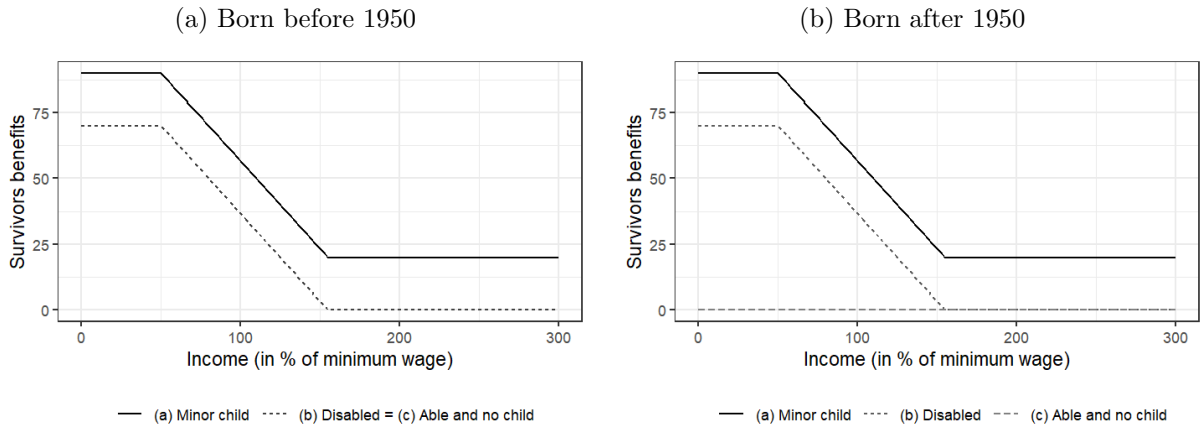 (a) Born before 1950
Survivors benefits
75
50
25
0
0 100 200 300
Income (in % of minimum wage)
(a) Minor child (b) Disabled = (c) Able and no child
(b) Born after 1950
Survivors benefits
75
50
25
0
0 100 200 300
Income (in % of minimum wage)
(a) Minor child (b) Disabled (c) Able and no child